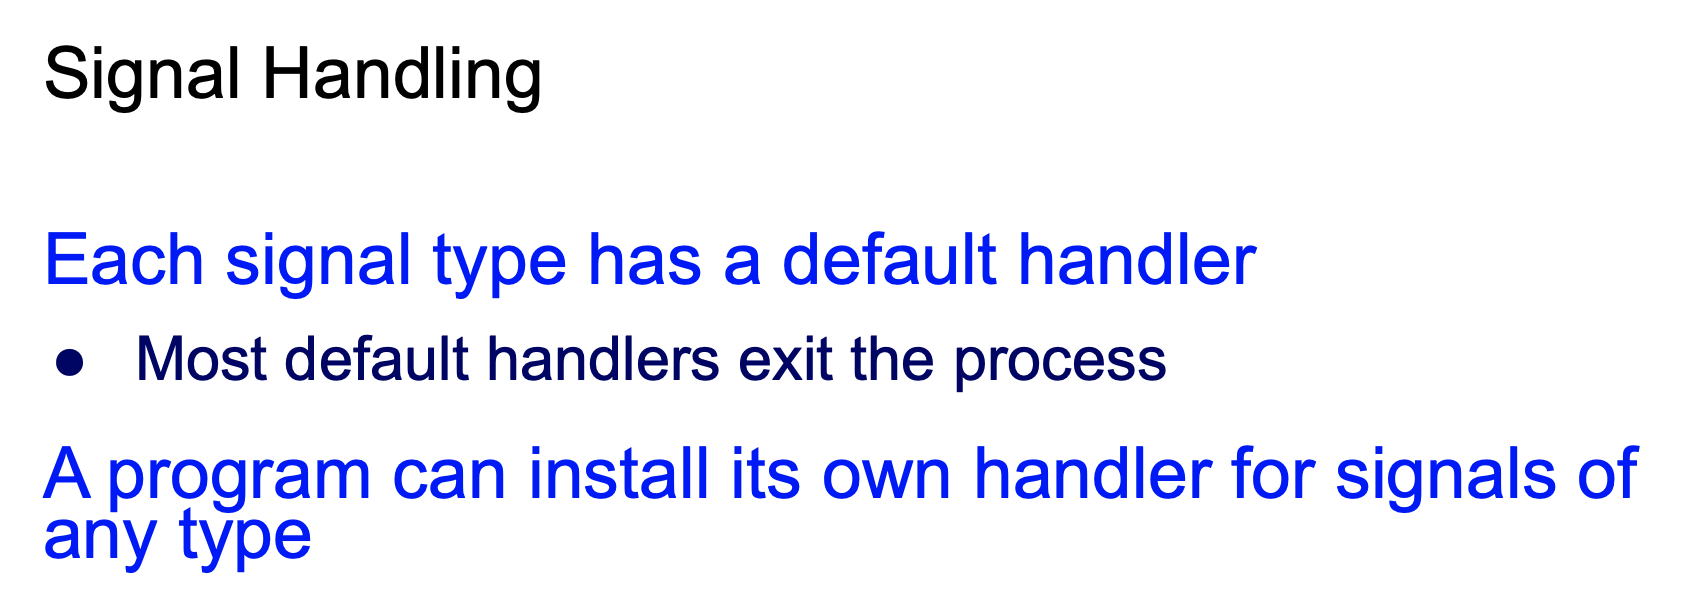 Signal Handling
Each signal type has a default handler
● Most default handlers exit the process
A program can install its own handler for signals of
any type